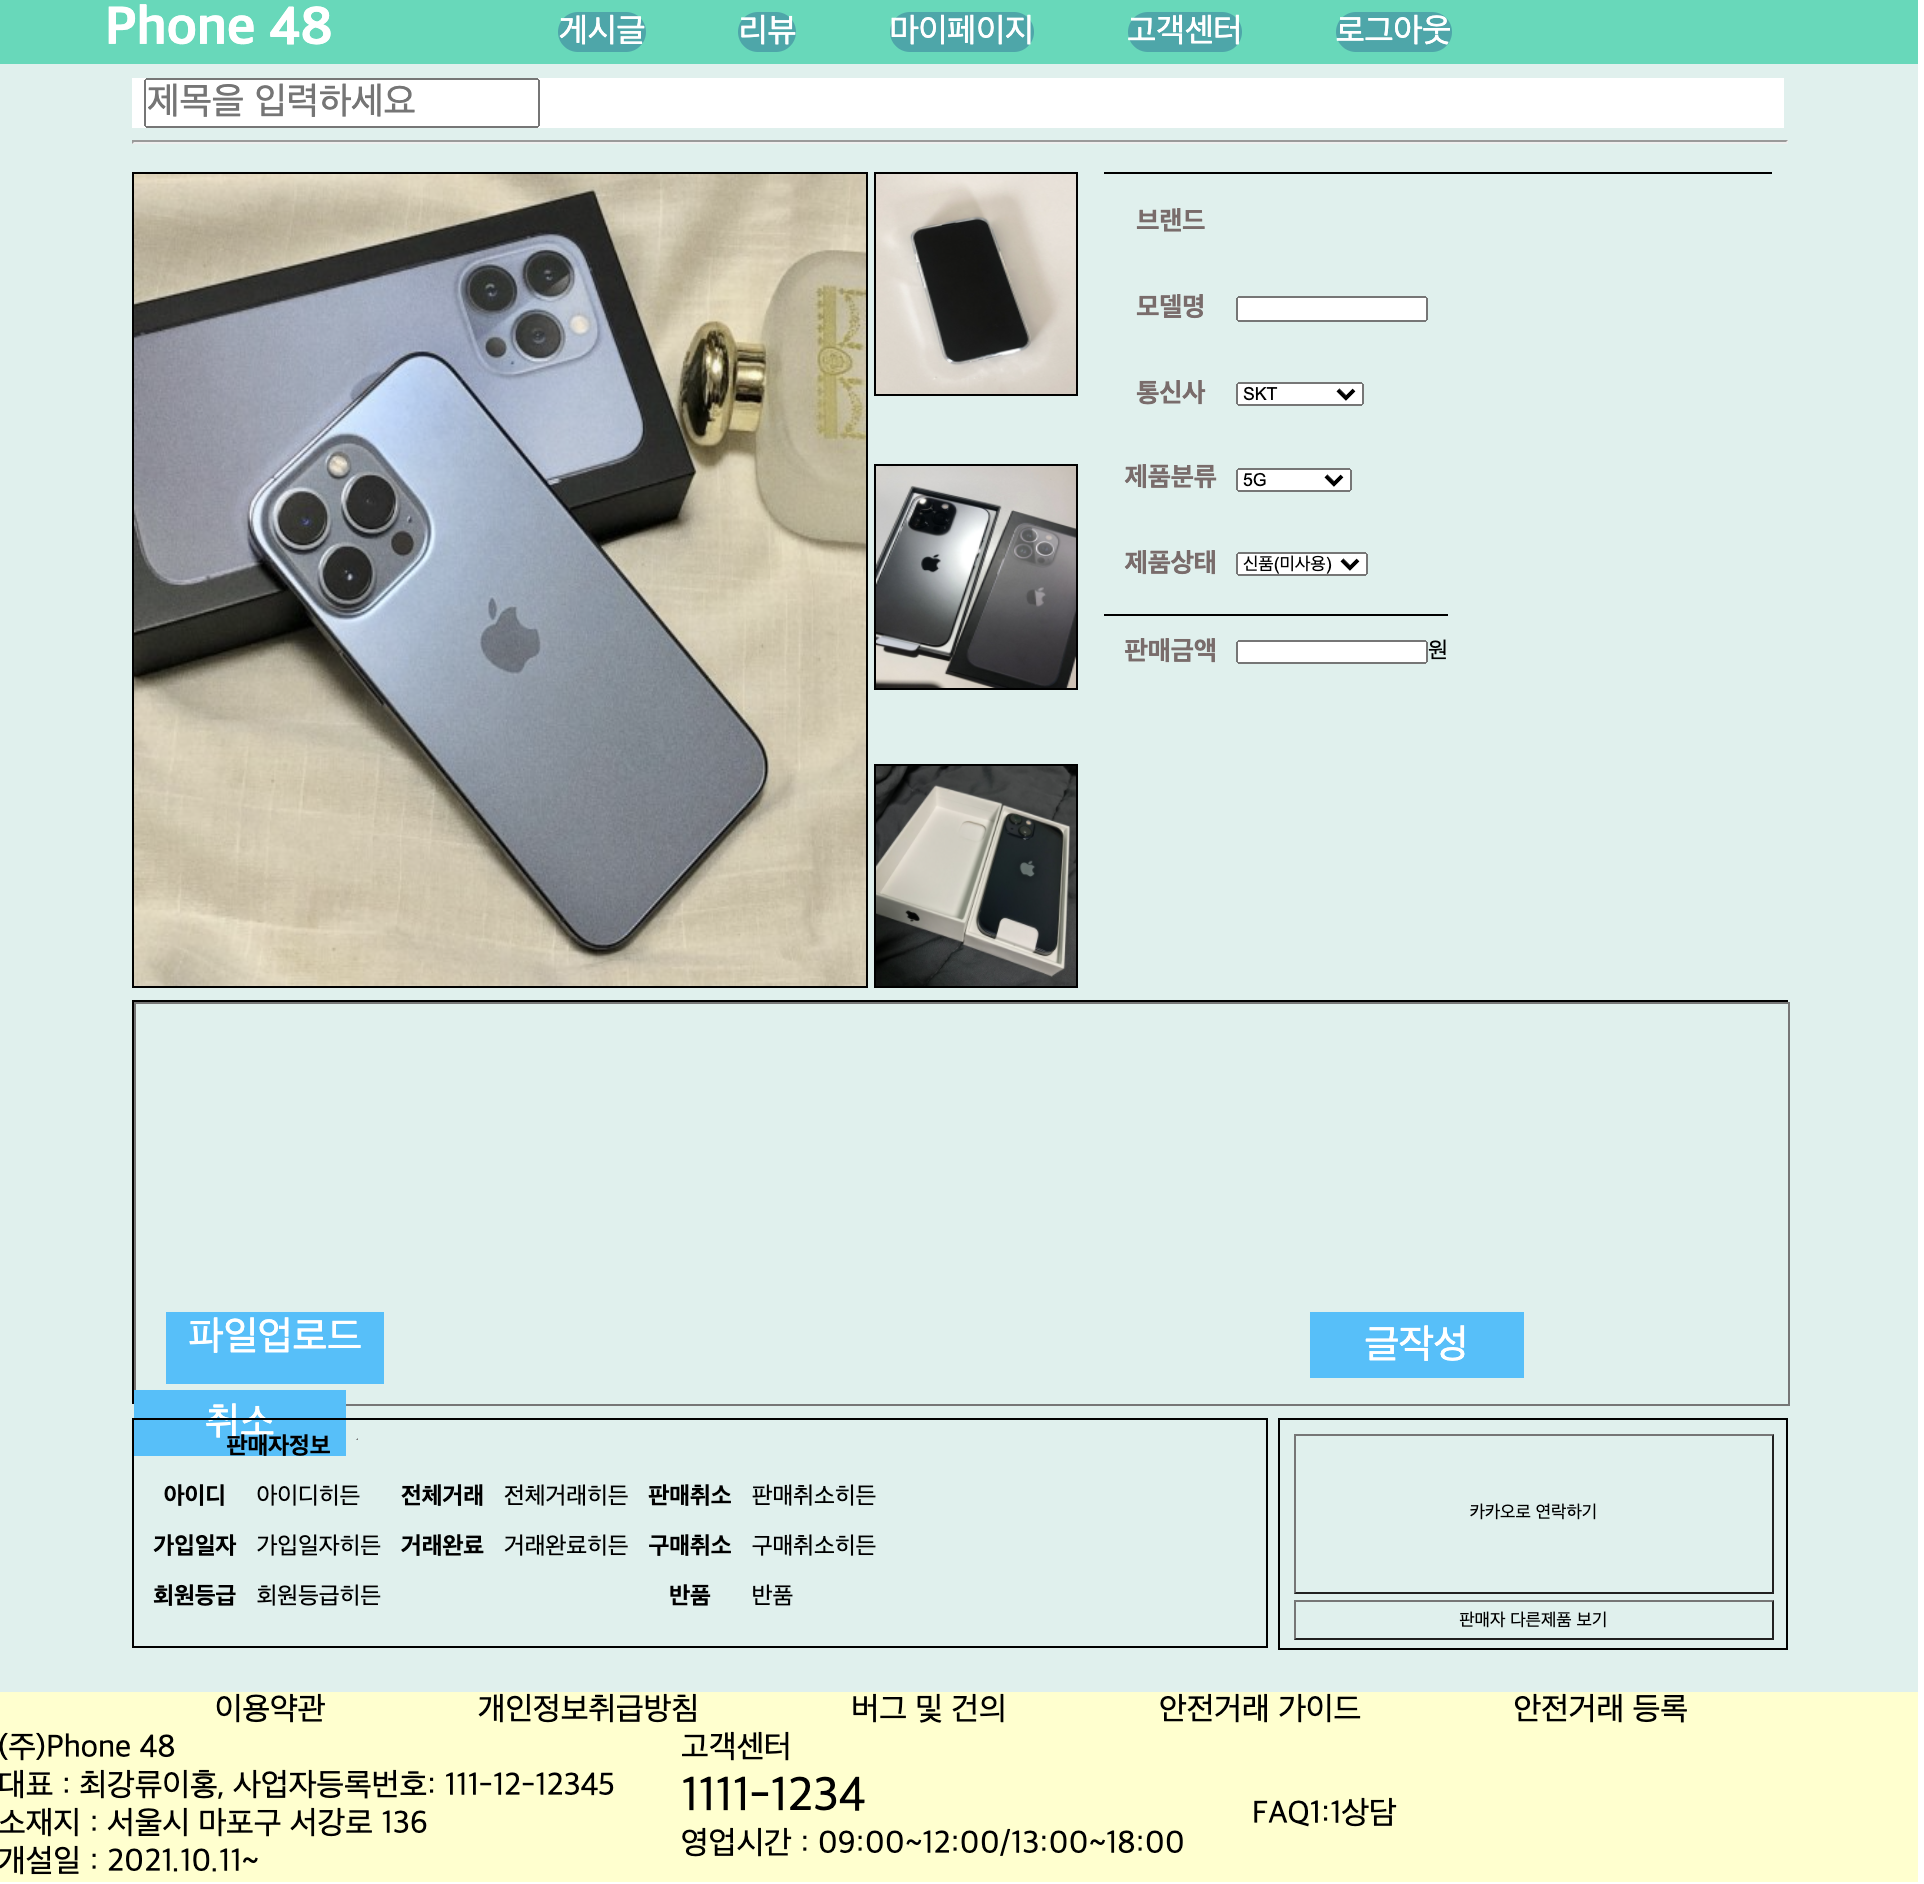 Phone 48 게시글 리뷰 마이페이지 고객센터 로그아웃
제목을 입력하세요
브랜드
모델명
통신사 SKT
제품분류 5G
제품상태 신품(미사용)
판매금액 원
파일업로드 글작성
취소
판매자정보
아이디 아이디히든 전체거래 전체거래히든 판매취소 판매취소히든
가입일자 가입일자히든 거래완료 거래완료히든 구매취소 구매취소히든
회원등급 회원등급히든 반품 반품
카카오로 연락하기
판매자 다른제품 보기
이용약관 개인정보취급방침 버그 및 건의 안전거래 가이드 안전거래 등록
(주)Phone 48
대표 : 최강류이홍, 사업자등록번호: 111-12-12345
소재지 : 서울시 마포구 서강로 136
개설일 : 2021.10.11~
고객센터
1111-1234
영업시간 : 09:00~12:00/13:00~18:00
FAQ1:1상담